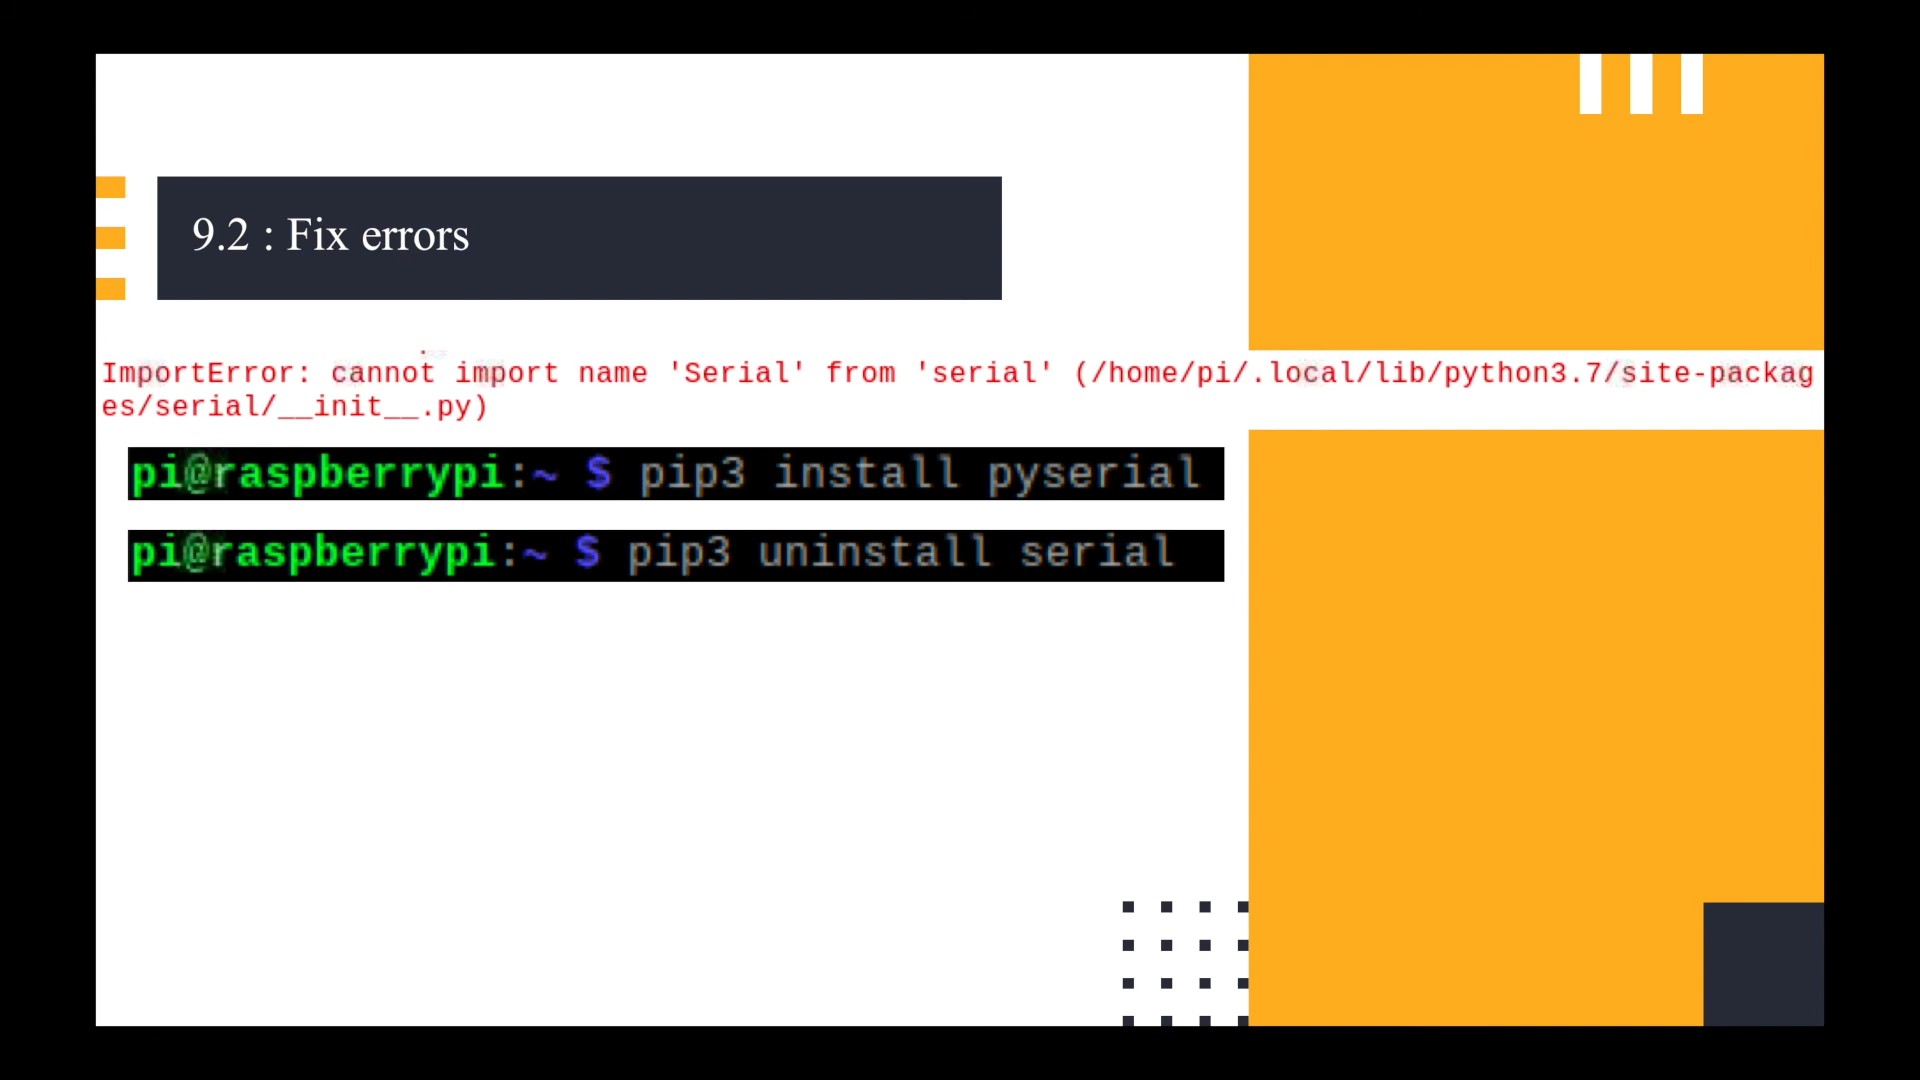 9.2 : Fix errors
ImportError: cannot import name 'Serial' from 'serial' (/home/pi/.local/lib/python3.7/site-packag
es/serial/__init__.py)
pi@raspberrypi:~ $ pip3 install pyserial
pi@raspberrypi:~ $ pip3 uninstall serial